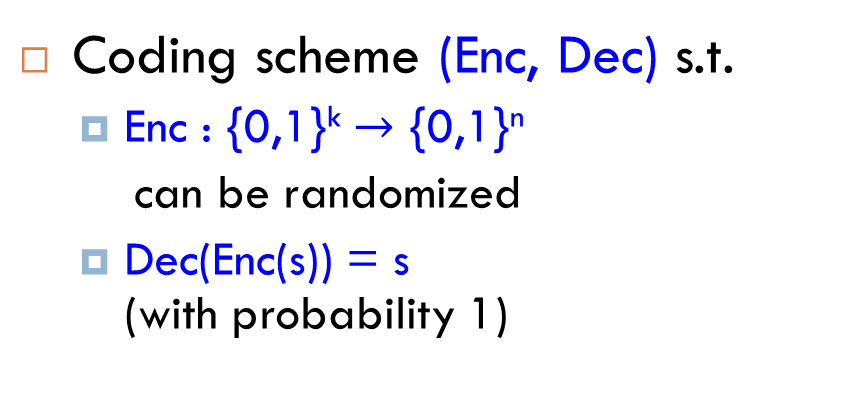 Coding scheme (Enc, Dec) s.t.
Enc : {0,1}ᵏ → {0,1}ⁿ
can be randomized
Dec(Enc(s)) = s
(with probability 1)